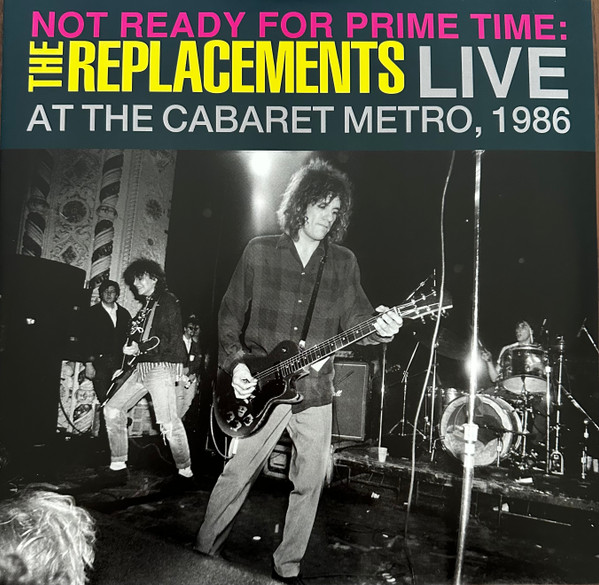 NOT READY FOR PRIME TIME:
THE REPLACEMENTS LIVE
AT THE CABARET METRO, 1986